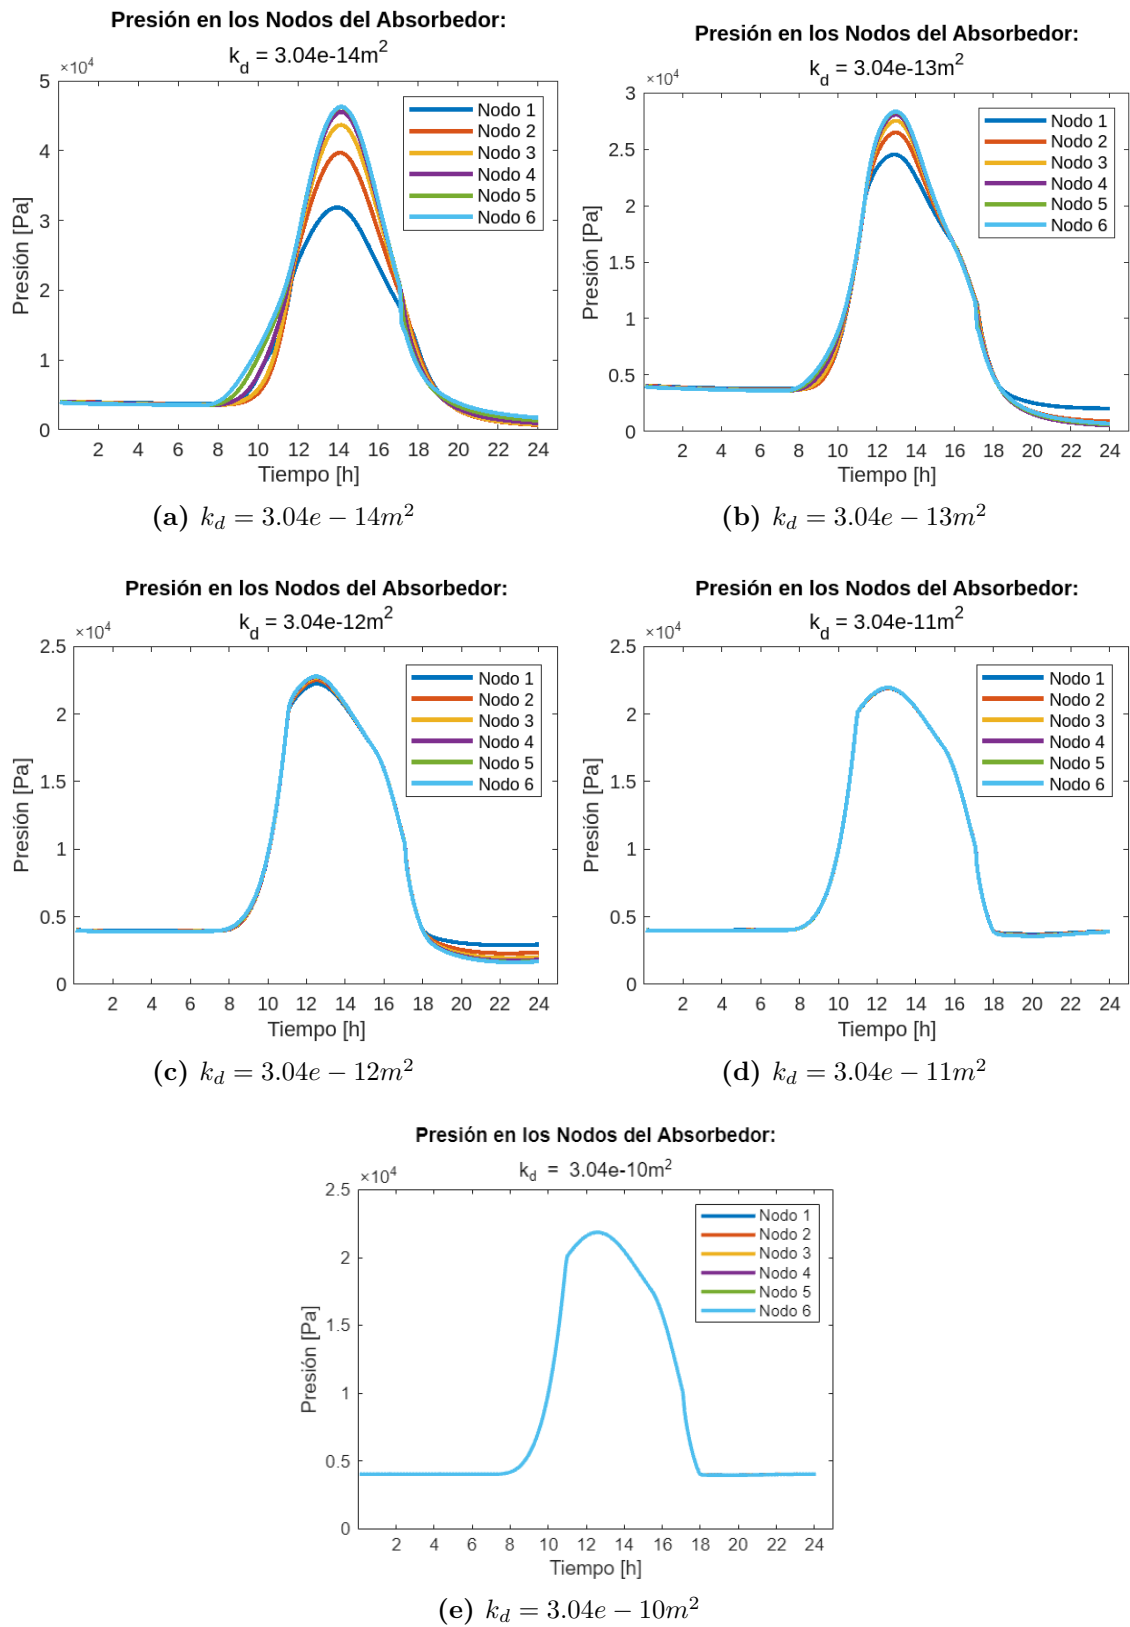 Presión en los Nodos del Absorbedor:
k_d = 3.04e-14m^2
×10^4
5
4
3
2
1
0
Presión [Pa]
Nodo 1
Nodo 2
Nodo 3
Nodo 4
Nodo 5
Nodo 6
2 4 6 8 10 12 14 16 18 20 22 24
Tiempo [h]
(a) k_d = 3.04e − 14m^2
Presión en los Nodos del Absorbedor:
k_d = 3.04e-13m^2
×10^4
3
2.5
2
1.5
1
0.5
0
Presión [Pa]
Nodo 1
Nodo 2
Nodo 3
Nodo 4
Nodo 5
Nodo 6
2 4 6 8 10 12 14 16 18 20 22 24
Tiempo [h]
(b) k_d = 3.04e − 13m^2
Presión en los Nodos del Absorbedor:
k_d = 3.04e-12m^2
×10^4
2.5
2
1.5
1
0.5
0
Presión [Pa]
Nodo 1
Nodo 2
Nodo 3
Nodo 4
Nodo 5
Nodo 6
2 4 6 8 10 12 14 16 18 20 22 24
Tiempo [h]
(c) k_d = 3.04e − 12m^2
Presión en los Nodos del Absorbedor:
k_d = 3.04e-11m^2
×10^4
2.5
2
1.5
1
0.5
0
Presión [Pa]
Nodo 1
Nodo 2
Nodo 3
Nodo 4
Nodo 5
Nodo 6
2 4 6 8 10 12 14 16 18 20 22 24
Tiempo [h]
(d) k_d = 3.04e − 11m^2
Presión en los Nodos del Absorbedor:
k_d = 3.04e-10m^2
×10^4
2.5
2
1.5
1
0.5
0
Presión [Pa]
Nodo 1
Nodo 2
Nodo 3
Nodo 4
Nodo 5
Nodo 6
2 4 6 8 10 12 14 16 18 20 22 24
Tiempo [h]
(e) k_d = 3.04e − 10m^2